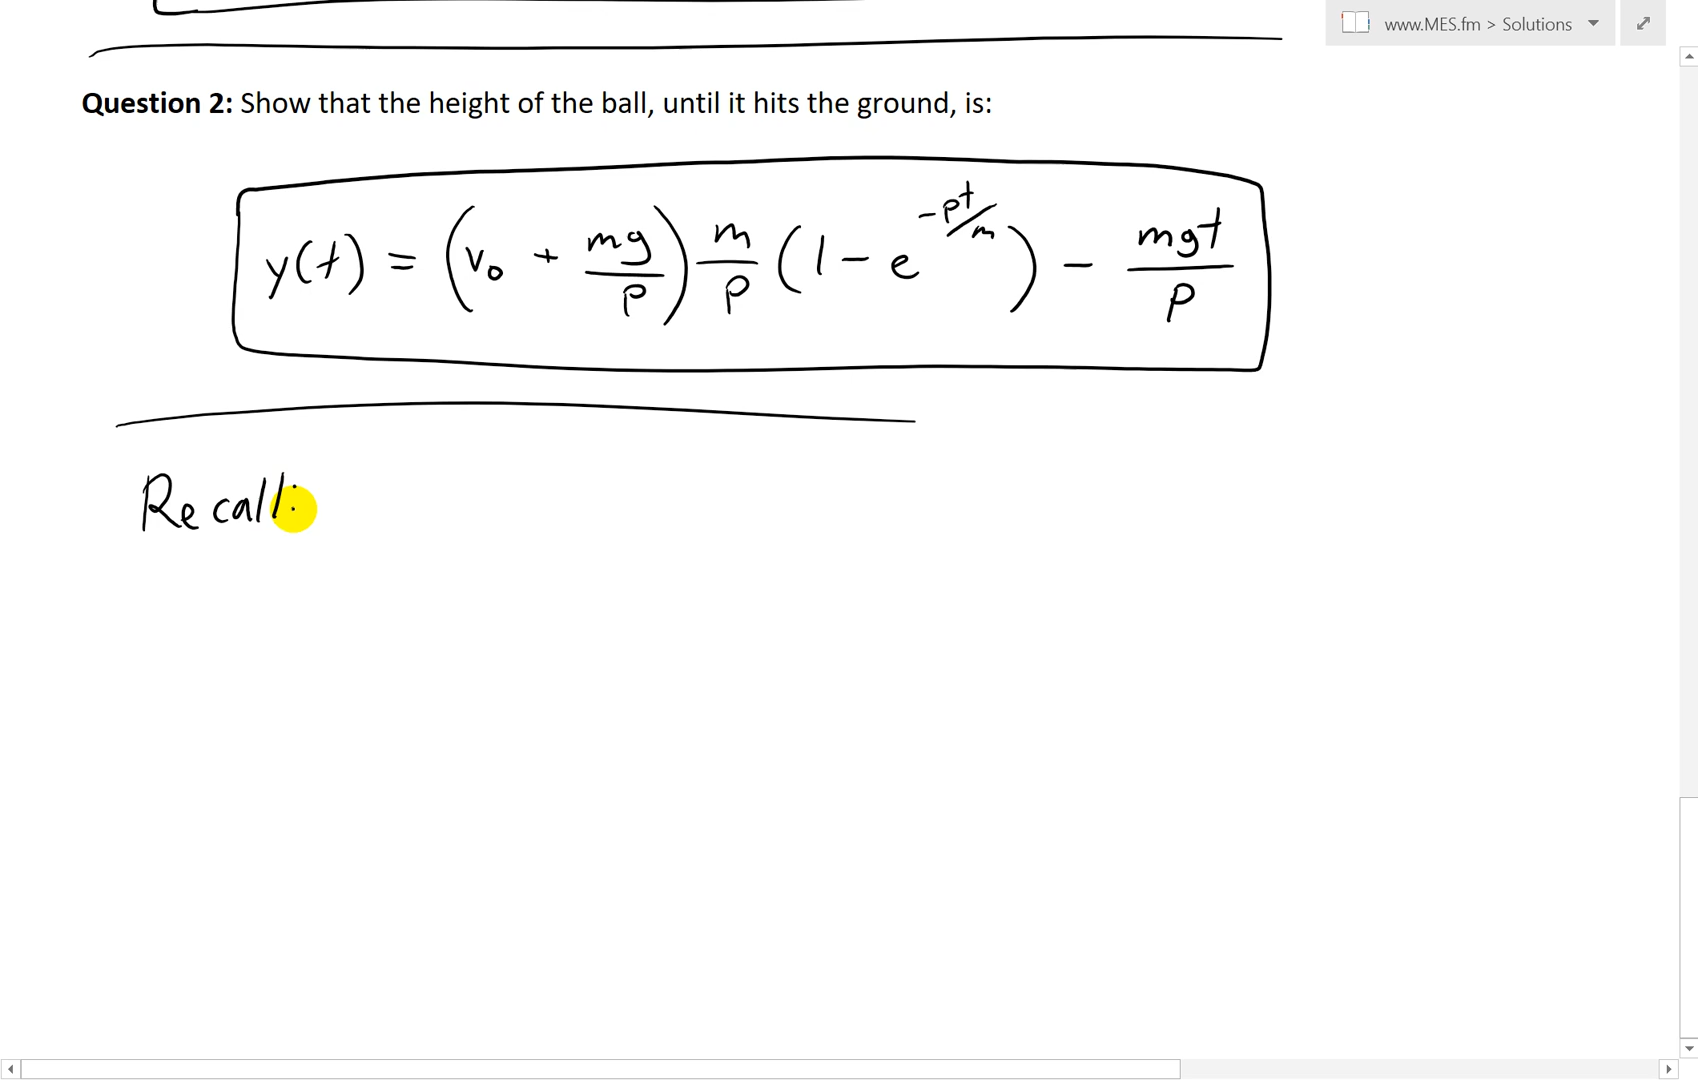 www.MES.fm > Solutions
Question 2: Show that the height of the ball, until it hits the ground, is:
y(t) = (v₀ + mg/p) m/p (1 - e^(-pt/m)) - mgt/p
Recall: